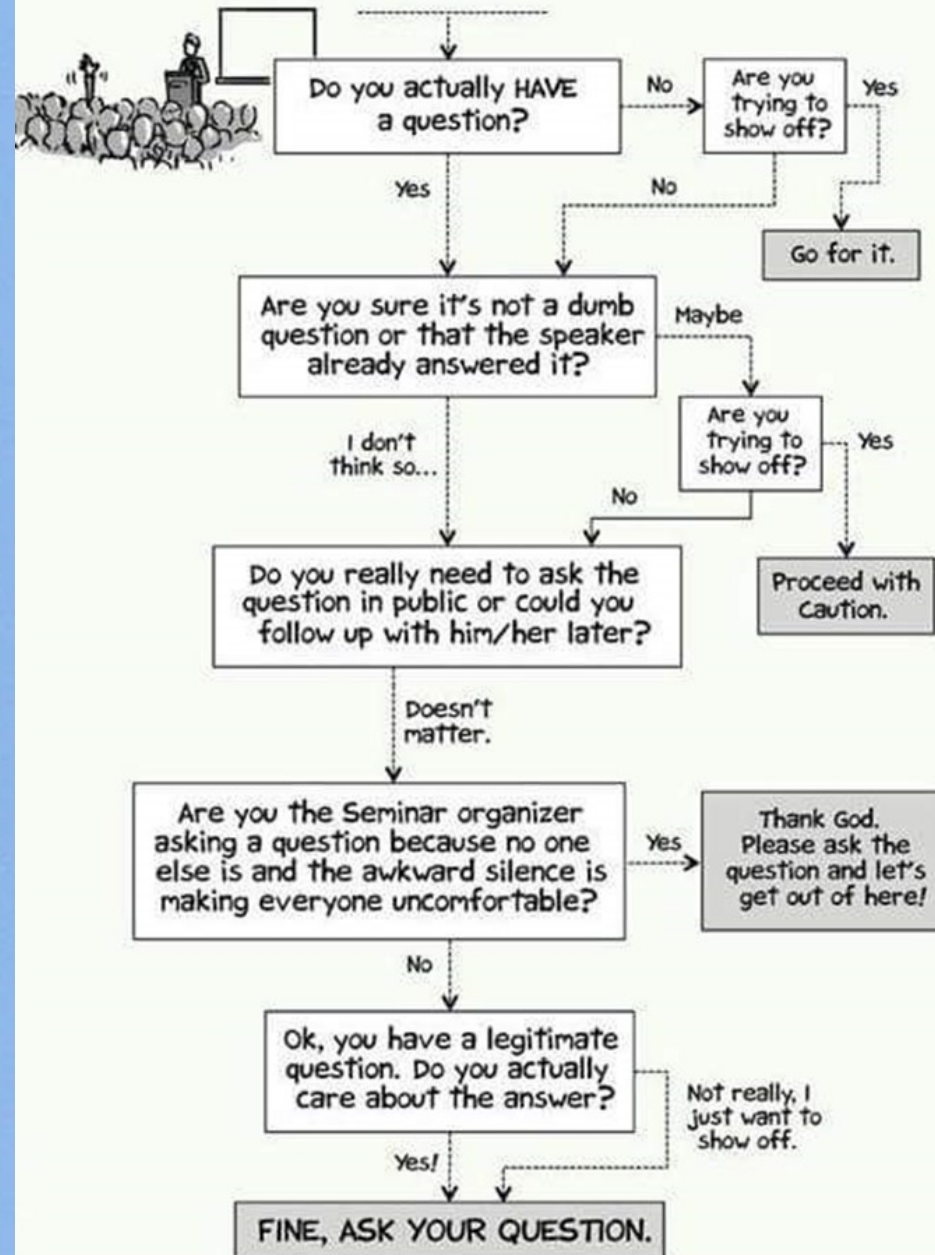 Do you actually HAVE
a question?
No
Are you
trying to
show off?
Yes
Yes
No
Go for it.
Are you sure it's not a dumb
question or that the speaker
already answered it?
Maybe
I don't
think so...
Are you
trying to
show off?
Yes
No
Do you really need to ask the
question in public or could you
follow up with him/her later?
Proceed with
Caution.
Doesn't
matter.
Are you the Seminar organizer
asking a question because no one
else is and the awkward silence is
making everyone uncomfortable?
Yes
Thank God.
Please ask the
question and let's
get out of here!
No
Ok, you have a legitimate
question. Do you actually
care about the answer?
Not really, I
just want to
show off.
Yes!
FINE, ASK YOUR QUESTION.